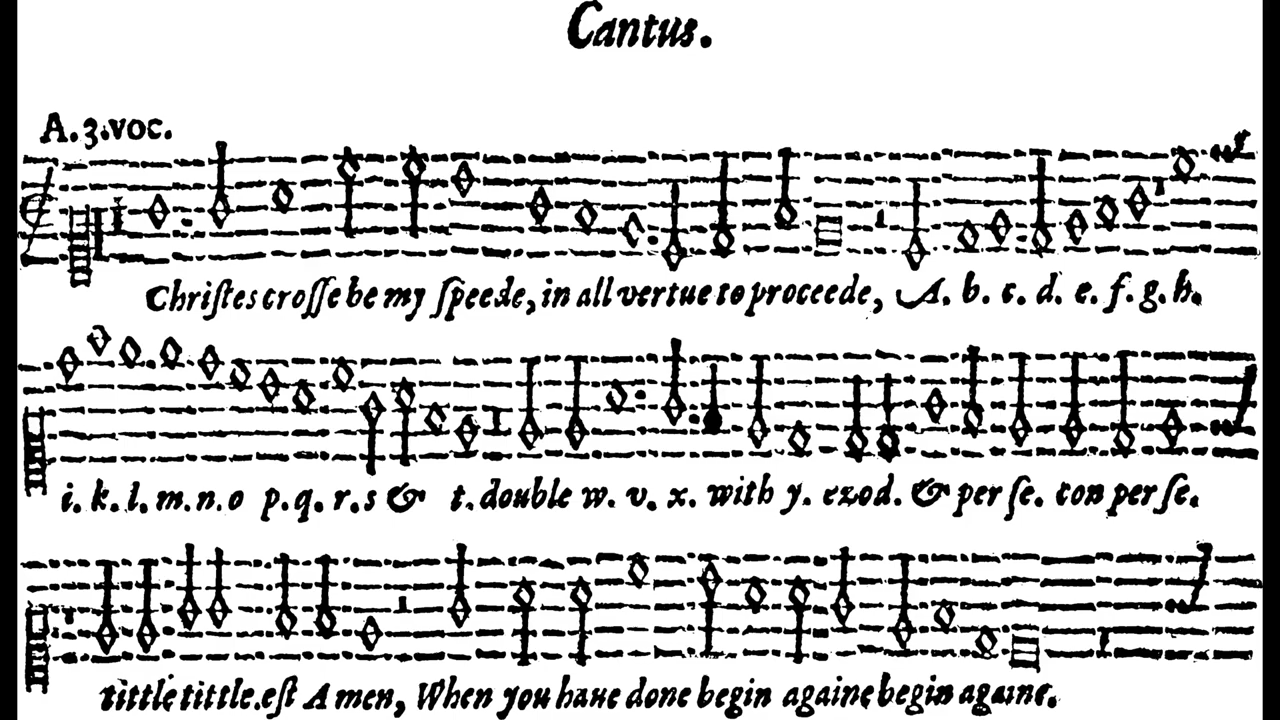 Cantus.
A. 3. voc.
Chriſtes croſſe be my ſpeede, in all vertue to proceede, A. b. c. d. e. f. g. h.
i. k. l. m. n. o p. q. r. s & t. double w. v. x. with y. ezod. & per ſe. con per ſe.
tittle tittle. eſt Amen, When you haue done begin againe begin againe.